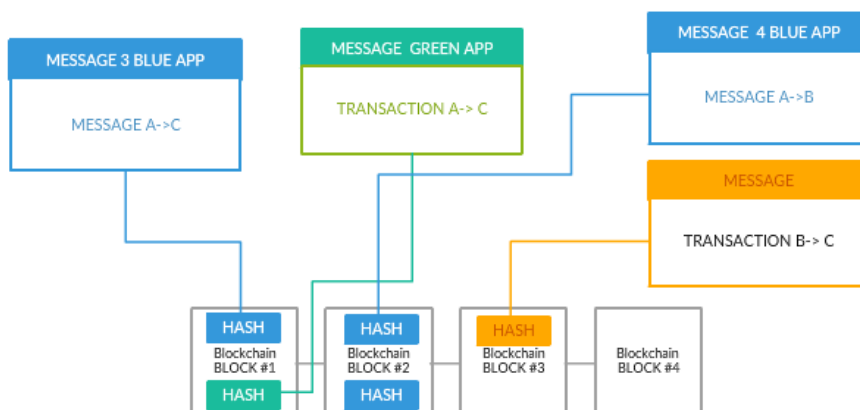 MESSAGE 3 BLUE APP
MESSAGE A->C
MESSAGE GREEN APP
TRANSACTION A-> C
MESSAGE 4 BLUE APP
MESSAGE A->B
MESSAGE
TRANSACTION B-> C
HASH
Blockchain
BLOCK #1
HASH
HASH
Blockchain
BLOCK #2
HASH
HASH
Blockchain
BLOCK #3
Blockchain
BLOCK #4